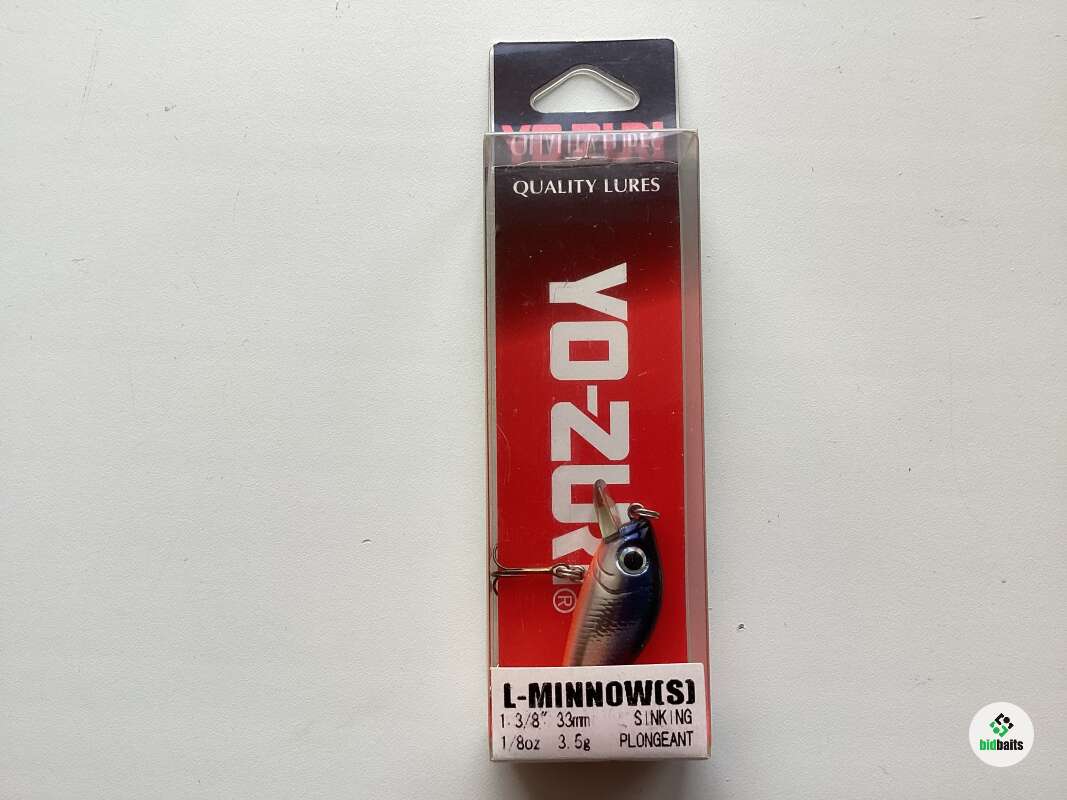 QUALITY LURES
YO-ZURI®
L-MINNOW(S)
1 3/8" 33mm SINKING
1/8oz 3.5g PLONGEANT
bidbaits